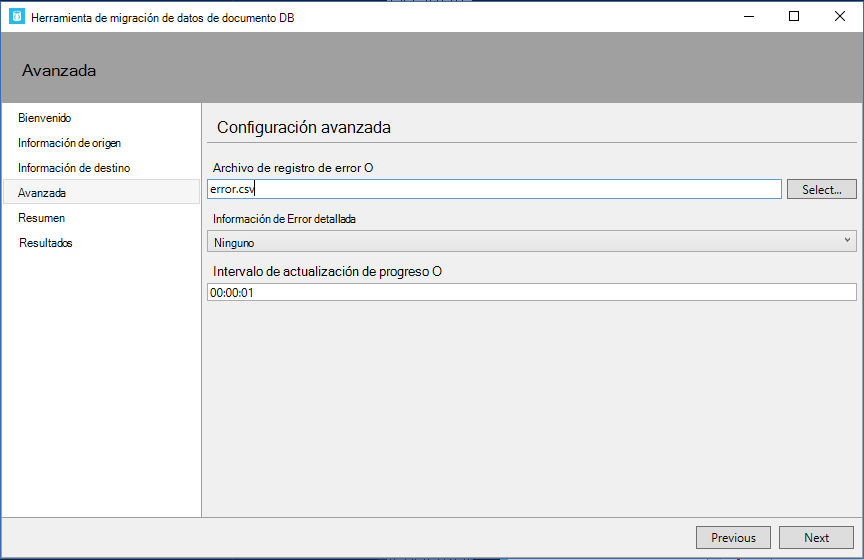 Herramienta de migración de datos de documento DB
Avanzada
Bienvenido
Información de origen
Información de destino
Avanzada
Resumen
Resultados
Configuración avanzada
Archivo de registro de error O
error.csv
Select...
Información de Error detallada
Ninguno
Intervalo de actualización de progreso O
00:00:01
Previous
Next